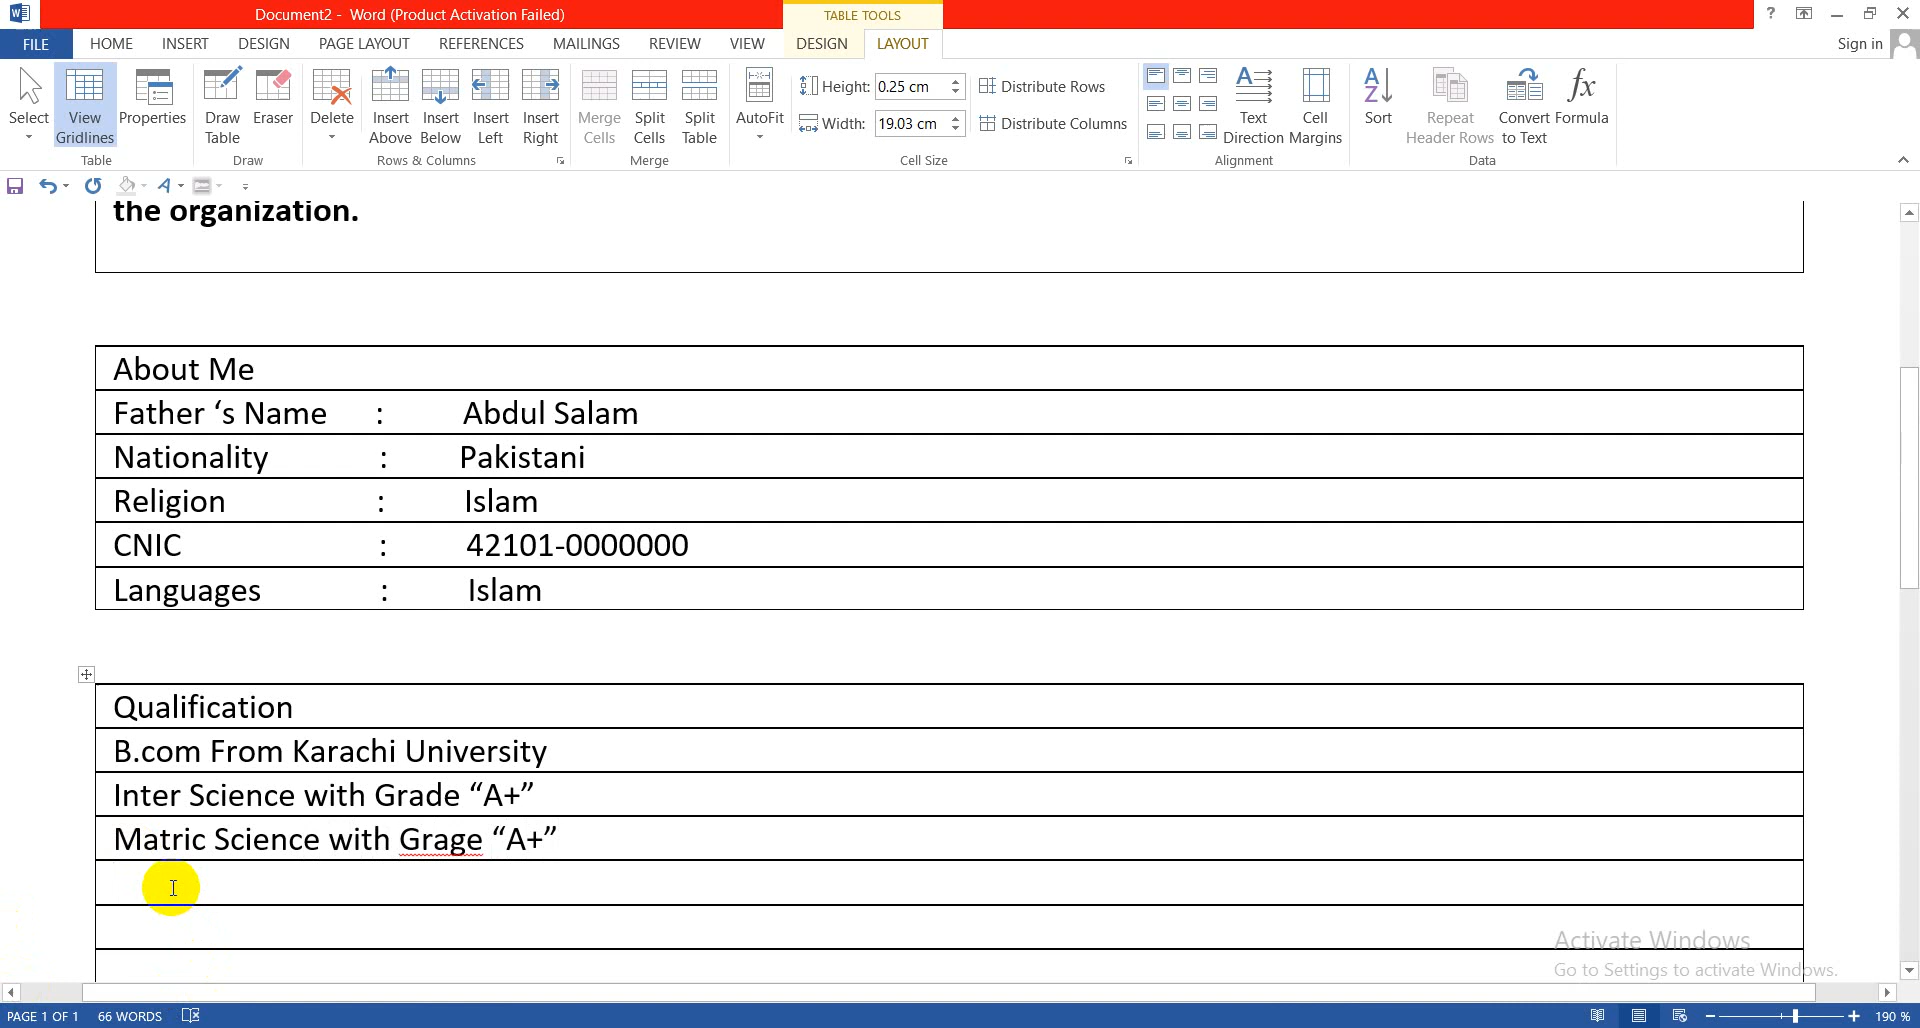 Document2 - Word (Product Activation Failed)
TABLE TOOLS
?
FILE HOME INSERT DESIGN PAGE LAYOUT REFERENCES MAILINGS REVIEW VIEW DESIGN LAYOUT Sign in
Select View Gridlines Properties
Table
Draw Table Eraser
Draw
Delete Insert Above Insert Below Insert Left Insert Right
Rows & Columns
Merge Cells Split Cells Split Table
Merge
AutoFit Height: 0.25 cm Distribute Rows
Width: 19.03 cm Distribute Columns
Cell Size
Text Direction Cell Margins
Alignment
Sort Repeat Header Rows Convert to Text Formula
Data
the organization.
About Me
Father ‘s Name : Abdul Salam
Nationality : Pakistani
Religion : Islam
CNIC : 42101-0000000
Languages : Islam
Qualification
B.com From Karachi University
Inter Science with Grade “A+”
Matric Science with Grage “A+”
Activate Windows
Go to Settings to activate Windows.
PAGE 1 OF 1 66 WORDS 190 %